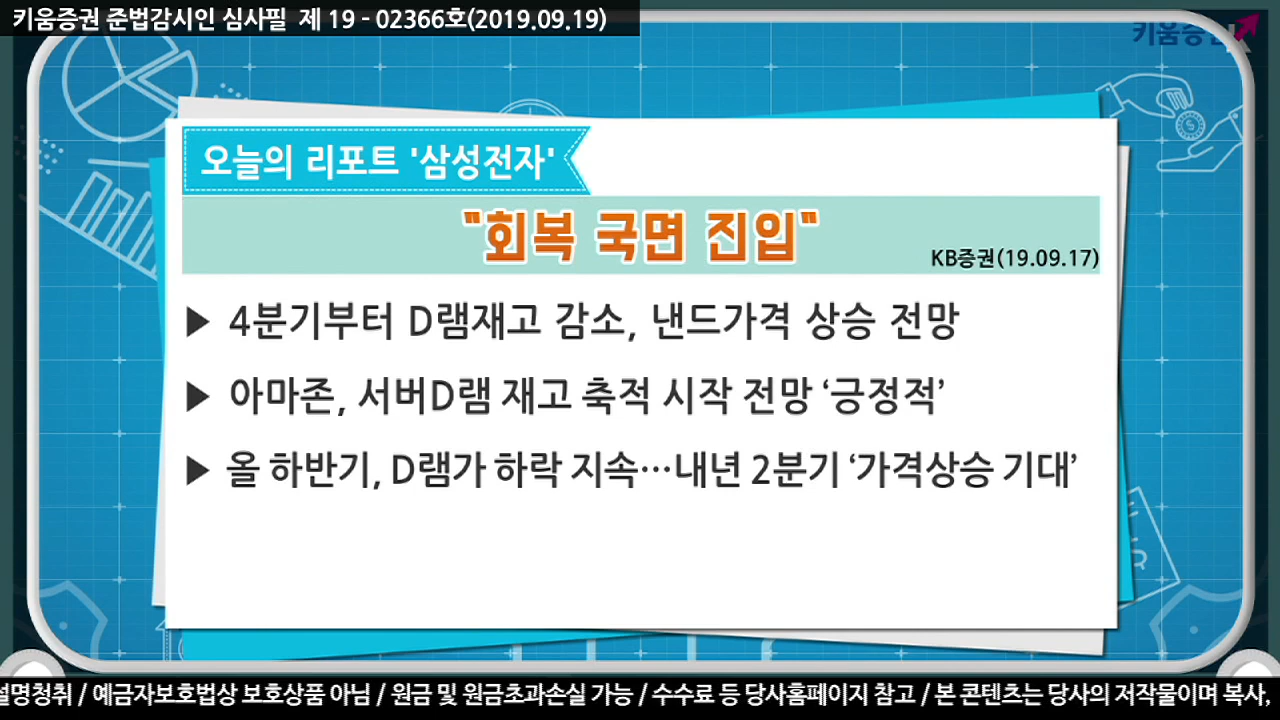 키움증권 준법감시인 심사필 제 19 - 02366호(2019.09.19)
키움증권
오늘의 리포트 '삼성전자'
"회복 국면 진입"
KB증권(19.09.17)
▶ 4분기부터 D램재고 감소, 낸드가격 상승 전망
▶ 아마존, 서버D램 재고 축적 시작 전망 ‘긍정적’
▶ 올 하반기, D램가 하락 지속…내년 2분기 ‘가격상승 기대’
설명청취 / 예금자보호법상 보호상품 아님 / 원금 및 원금초과손실 가능 / 수수료 등 당사홈페이지 참고 / 본 콘텐츠는 당사의 저작물이며 복사,